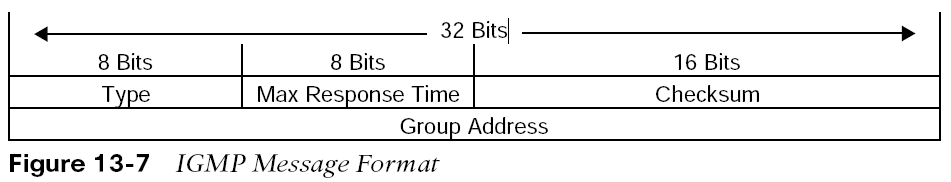 32 Bits
8 Bits 8 Bits 16 Bits
Type Max Response Time Checksum
Group Address
Figure 13-7 IGMP Message Format